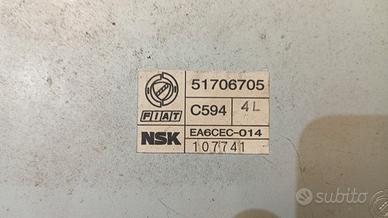 51706705
FIAT
C594 4L
NSK
EA6CEC-014
107741
subito